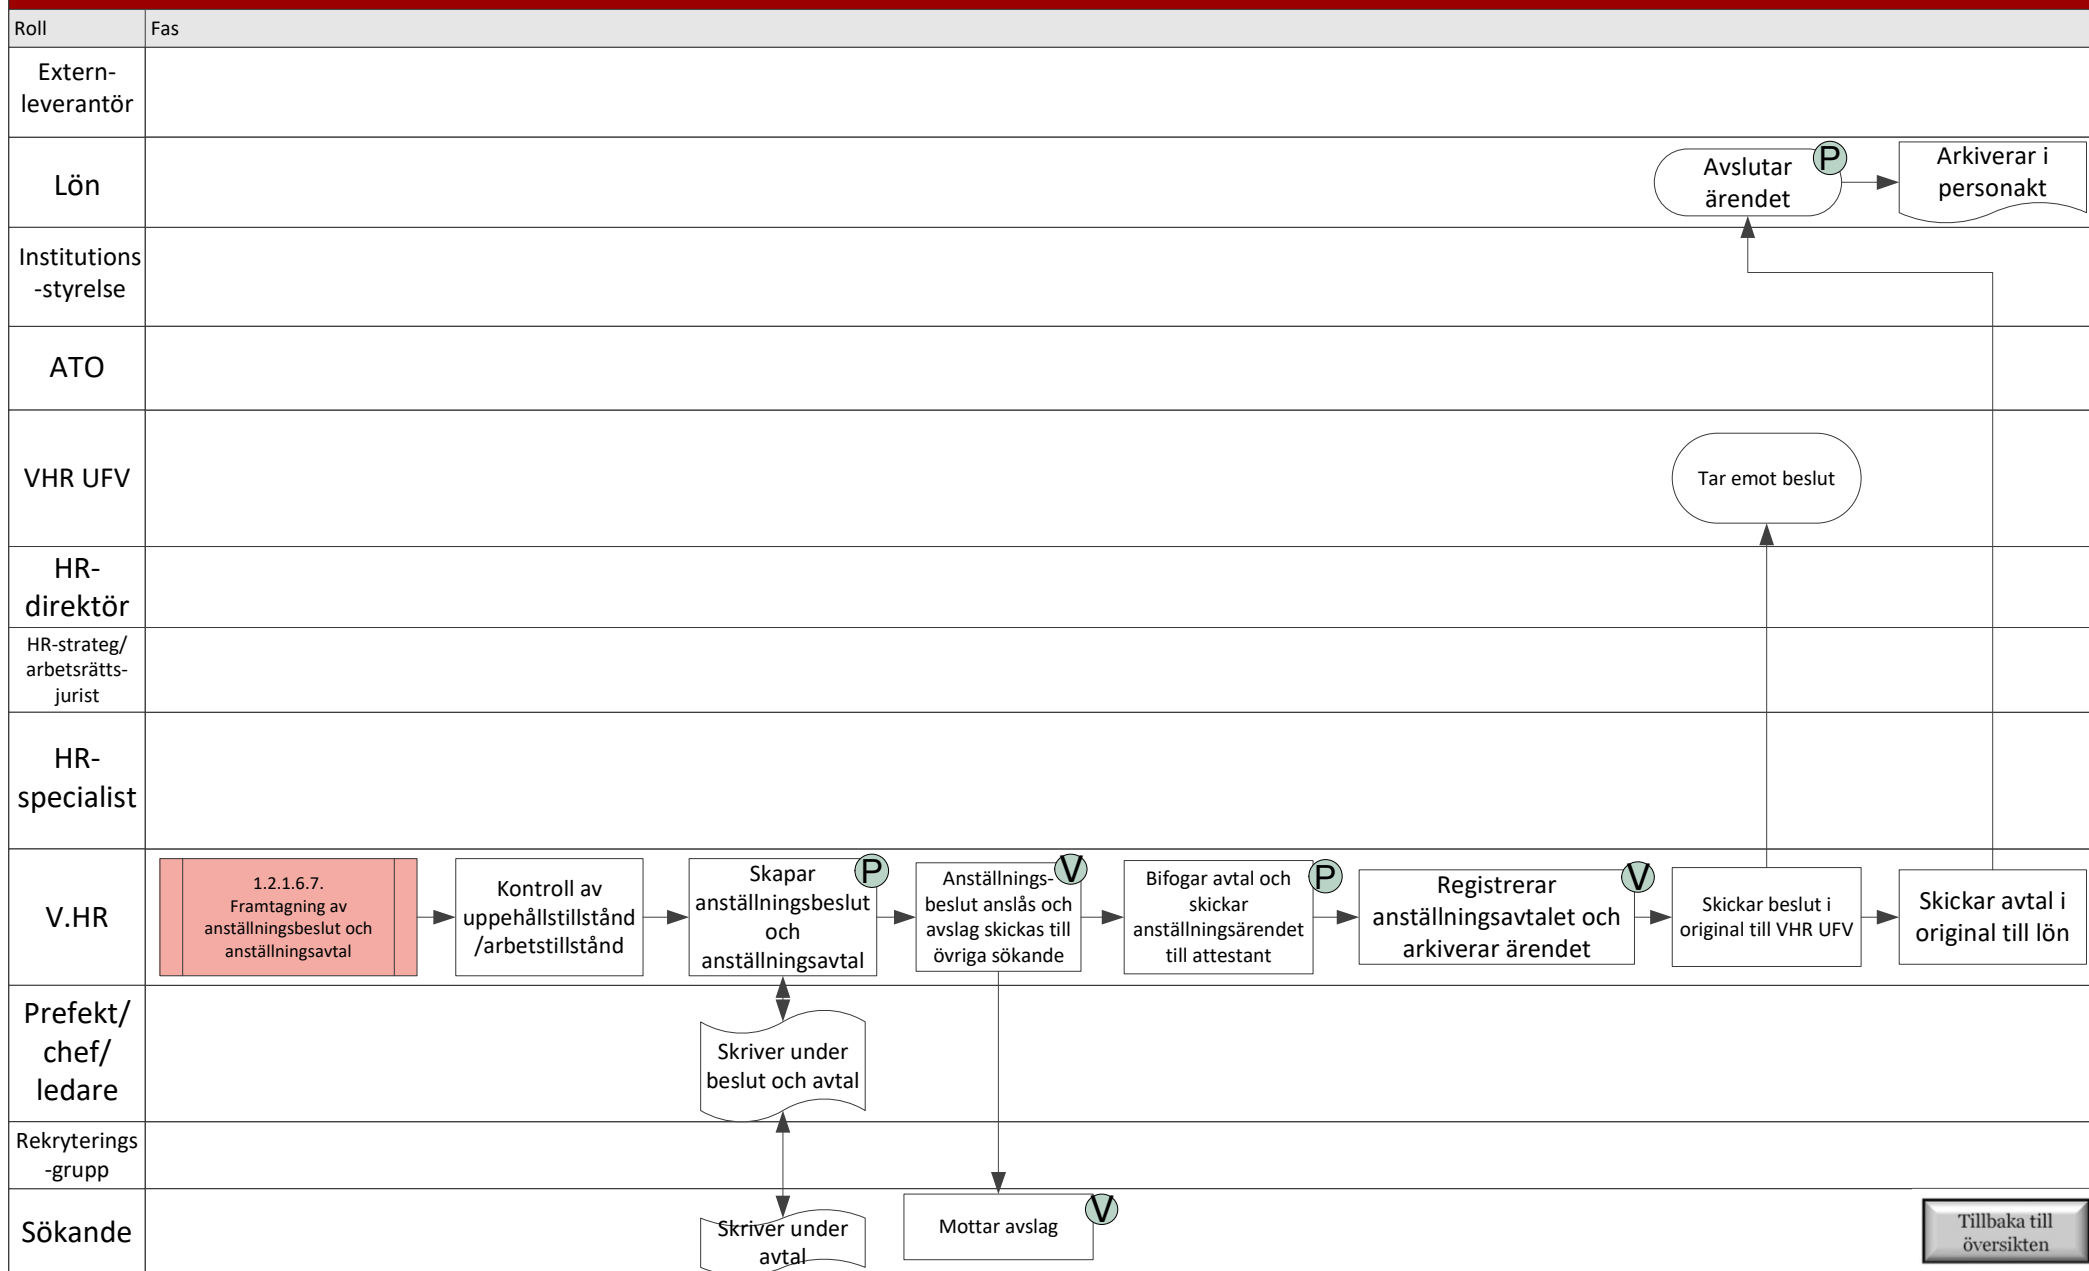 Roll
Fas
Extern-
leverantör
Lön
Avslutar
ärendet
P
Arkiverar i
personakt
Institutions
-styrelse
ATO
VHR UFV
Tar emot beslut
HR-
direktör
HR-strateg/
arbetsrätts-
jurist
HR-
specialist
V.HR
1.2.1.6.7.
Framtagning av
anställningsbeslut och
anställningsavtal
Kontroll av
uppehållstillstånd
/arbetstillstånd
Skapar
anställningsbeslut
och
anställningsavtal
P
Anställnings-
beslut anslås och
avslag skickas till
övriga sökande
V
Bifogar avtal och
skickar
anställningsärendet
till attestant
P
Registrerar
anställningsavtalet och
arkiverar ärendet
V
Skickar beslut i
original till VHR UFV
Skickar avtal i
original till lön
Prefekt/
chef/
ledare
Skriver under
beslut och avtal
Rekryterings
-grupp
Sökande
Skriver under
avtal
Mottar avslag
V
Tillbaka till
översikten